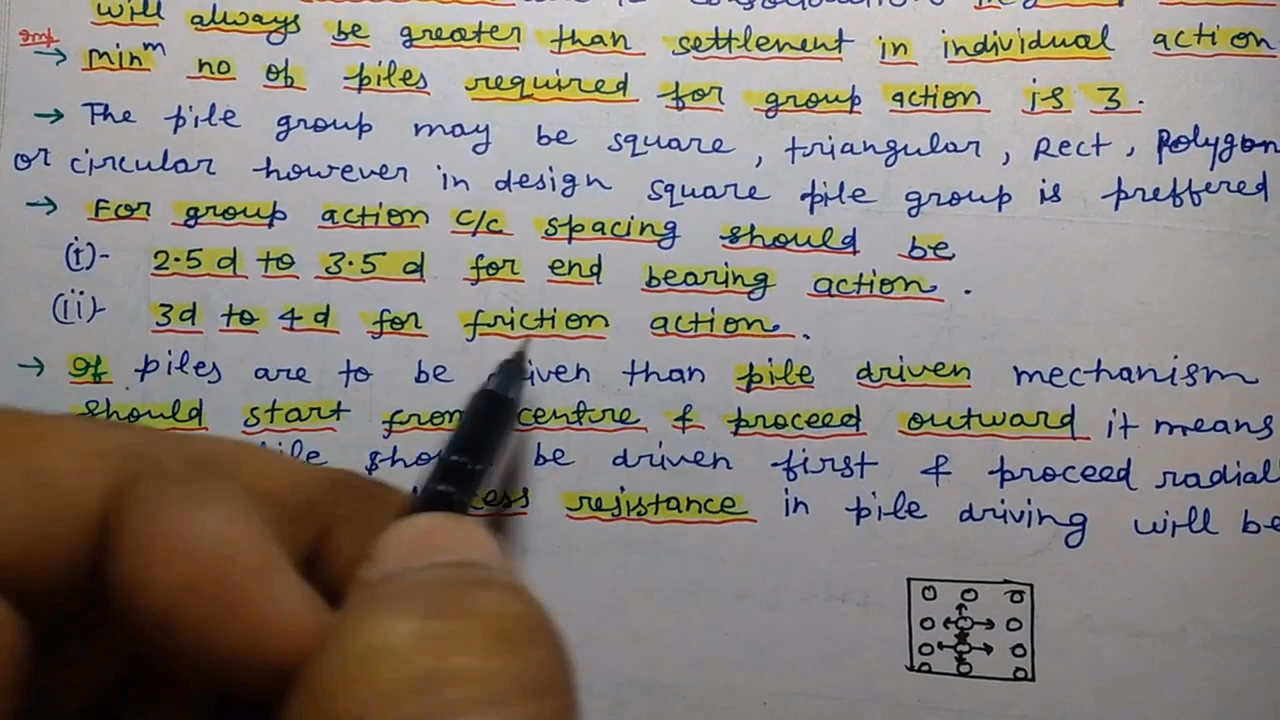 will always be greater than settlement in individual action
Imp → minᵐ no of piles required for group action is 3.
→ The pile group may be square, triangular, Rect, Polygon
or circular however in design square pile group is preffered
→ For group action c/c spacing should be
(i)- 2.5 d to 3.5 d for end bearing action.
(ii)- 3d to 4d for friction action.
→ If piles are to be driven than pile driven mechanism
should start from centre & proceed outward it means
pile should be driven first & proceed radial
less resistance in pile driving will be